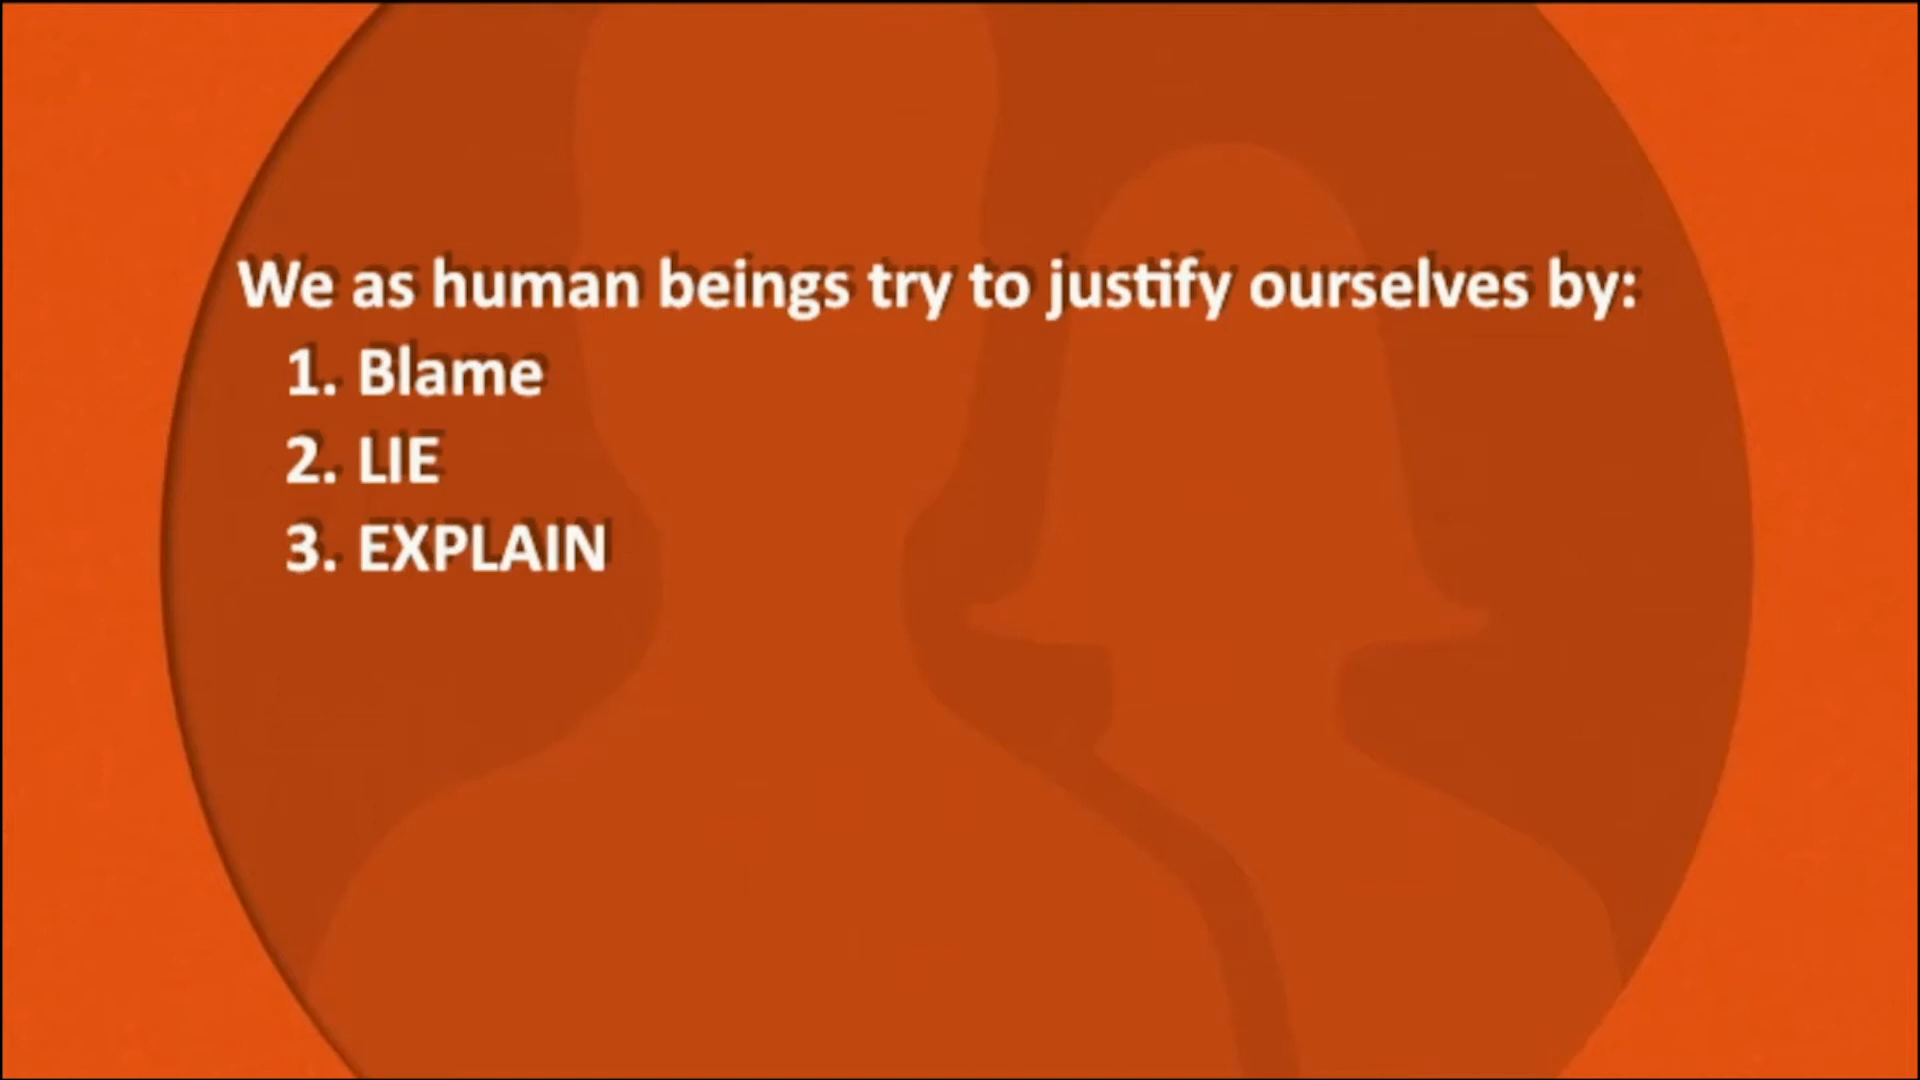 We as human beings try to justify ourselves by:
1. Blame
2. LIE
3. EXPLAIN